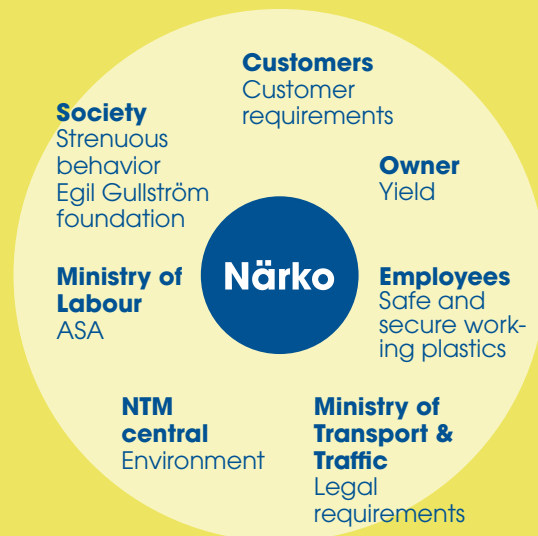 Customers
Customer
requirements
Society
Strenuous
behavior
Egil Gullström
foundation
Owner
Yield
Närko
Ministry of
Labour
ASA
Employees
Safe and
secure work-
ing plastics
NTM
central
Environment
Ministry of
Transport &
Traffic
Legal
requirements